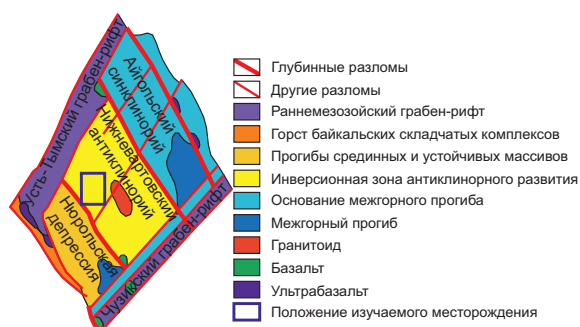 Усть-Тымский грабен-рифт
Айгольский
синклинорий
Нижневартовский
антиклинорий
Нюрольская
депрессия
Чузикский грабен-рифт
Глубинные разломы
Другие разломы
Раннемезозойский грабен-рифт
Горст байкальских складчатых комплексов
Прогибы срединных и устойчивых массивов
Инверсионная зона антиклинорного развития
Основание межгорного прогиба
Межгорный прогиб
Гранитоид
Базальт
Ультрабазальт
Положение изучаемого месторождения